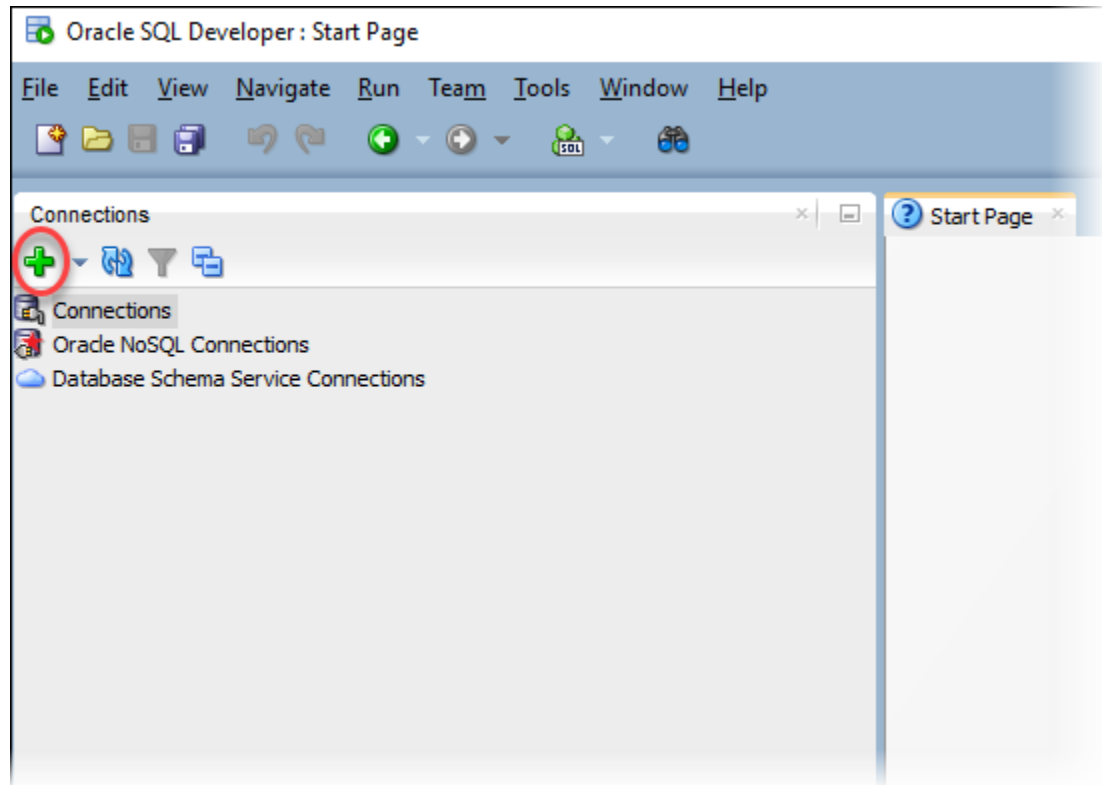 Oracle SQL Developer : Start Page
File Edit View Navigate Run Team Tools Window Help
SQL
Connections
Start Page
Connections
Oracle NoSQL Connections
Database Schema Service Connections